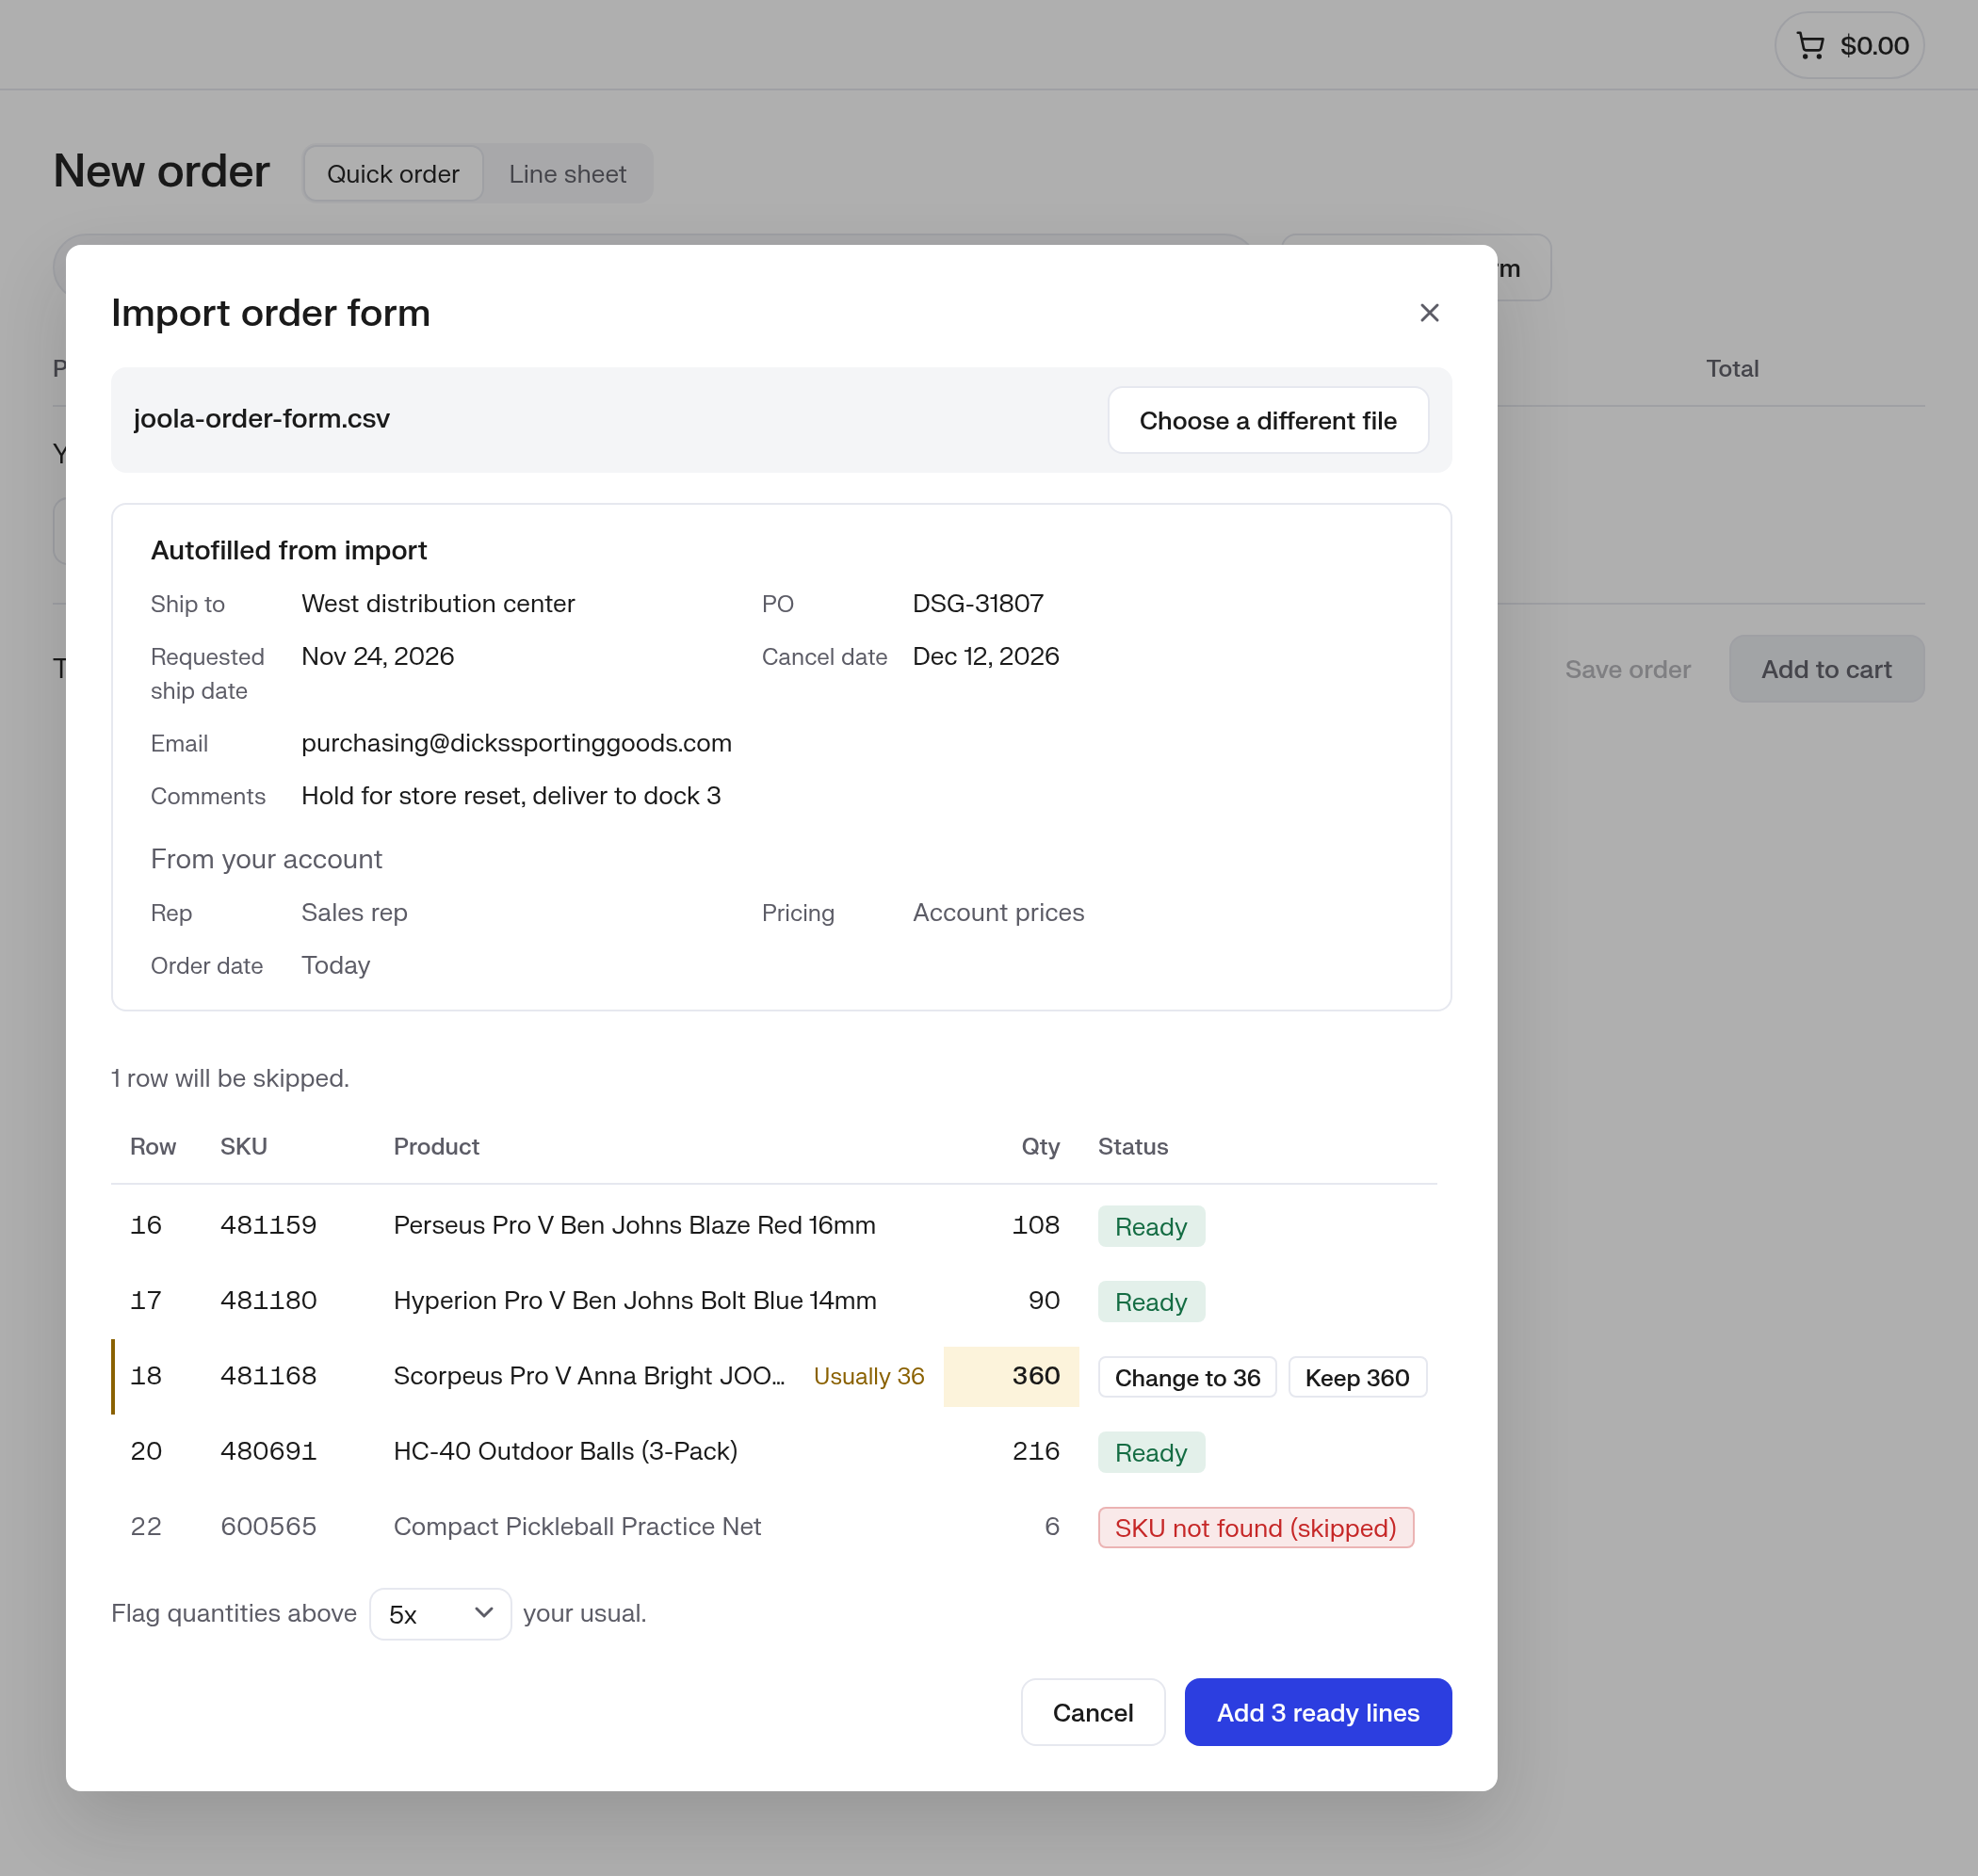 $0.00
New order
Quick order
Line sheet
Import order form
joola-order-form.csv
Choose a different file
Total
Autofilled from import
Ship to West distribution center PO DSG-31807
Requested ship date Nov 24, 2026 Cancel date Dec 12, 2026
Email purchasing@dickssportinggoods.com
Comments Hold for store reset, deliver to dock 3
Save order
Add to cart
From your account
Rep Sales rep Pricing Account prices
Order date Today
1 row will be skipped.
Row SKU Product Qty Status
16 481159 Perseus Pro V Ben Johns Blaze Red 16mm 108 Ready
17 481180 Hyperion Pro V Ben Johns Bolt Blue 14mm 90 Ready
18 481168 Scorpeus Pro V Anna Bright JOO... Usually 36 360 Change to 36 Keep 360
20 480691 HC-40 Outdoor Balls (3-Pack) 216 Ready
22 600565 Compact Pickleball Practice Net 6 SKU not found (skipped)
Flag quantities above 5x your usual.
Cancel
Add 3 ready lines